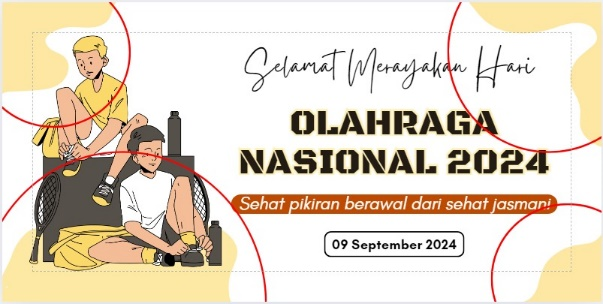 Selamat Merayakan Hari
OLAHRAGA
NASIONAL 2024
Sehat pikiran berawal dari sehat jasmani
09 September 2024